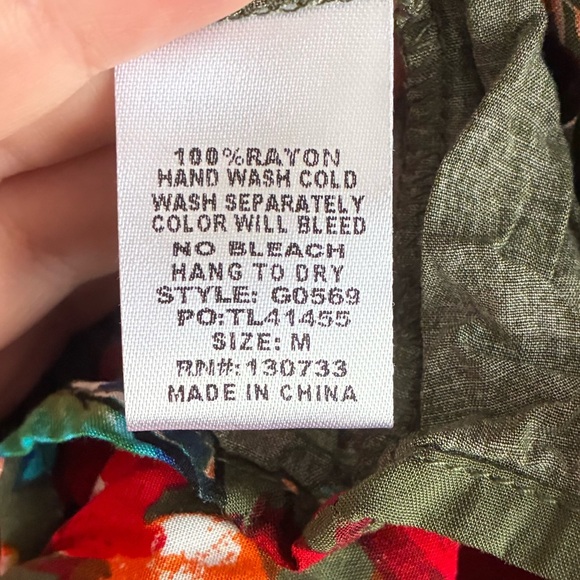 100%RAYON
HAND WASH COLD
WASH SEPARATELY
COLOR WILL BLEED
NO BLEACH
HANG TO DRY
STYLE: G0569
PO:TL41455
SIZE: M
RN#:130733
MADE IN CHINA